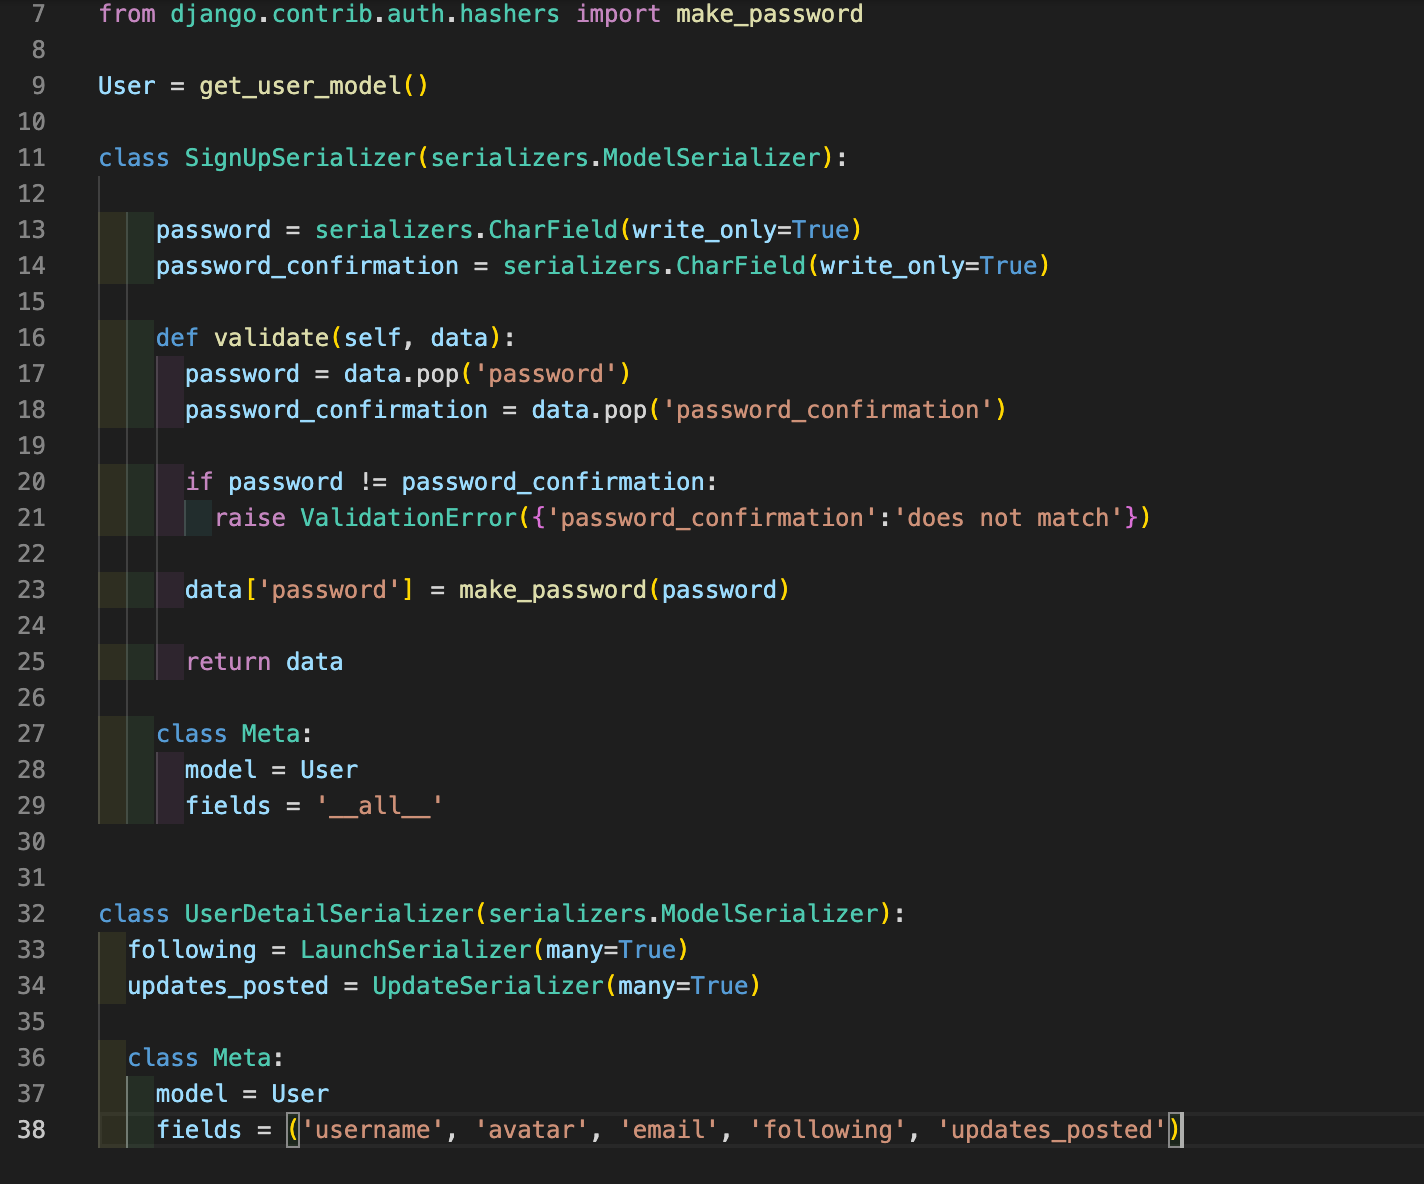 7 from django.contrib.auth.hashers import make_password
8
9 User = get_user_model()
10
11 class SignUpSerializer(serializers.ModelSerializer):
12
13     password = serializers.CharField(write_only=True)
14     password_confirmation = serializers.CharField(write_only=True)
15
16     def validate(self, data):
17       password = data.pop('password')
18       password_confirmation = data.pop('password_confirmation')
19
20       if password != password_confirmation:
21         raise ValidationError({'password_confirmation':'does not match'})
22
23       data['password'] = make_password(password)
24
25       return data
26
27     class Meta:
28       model = User
29       fields = '__all__'
30
31
32 class UserDetailSerializer(serializers.ModelSerializer):
33   following = LaunchSerializer(many=True)
34   updates_posted = UpdateSerializer(many=True)
35
36   class Meta:
37     model = User
38     fields = ('username', 'avatar', 'email', 'following', 'updates_posted')